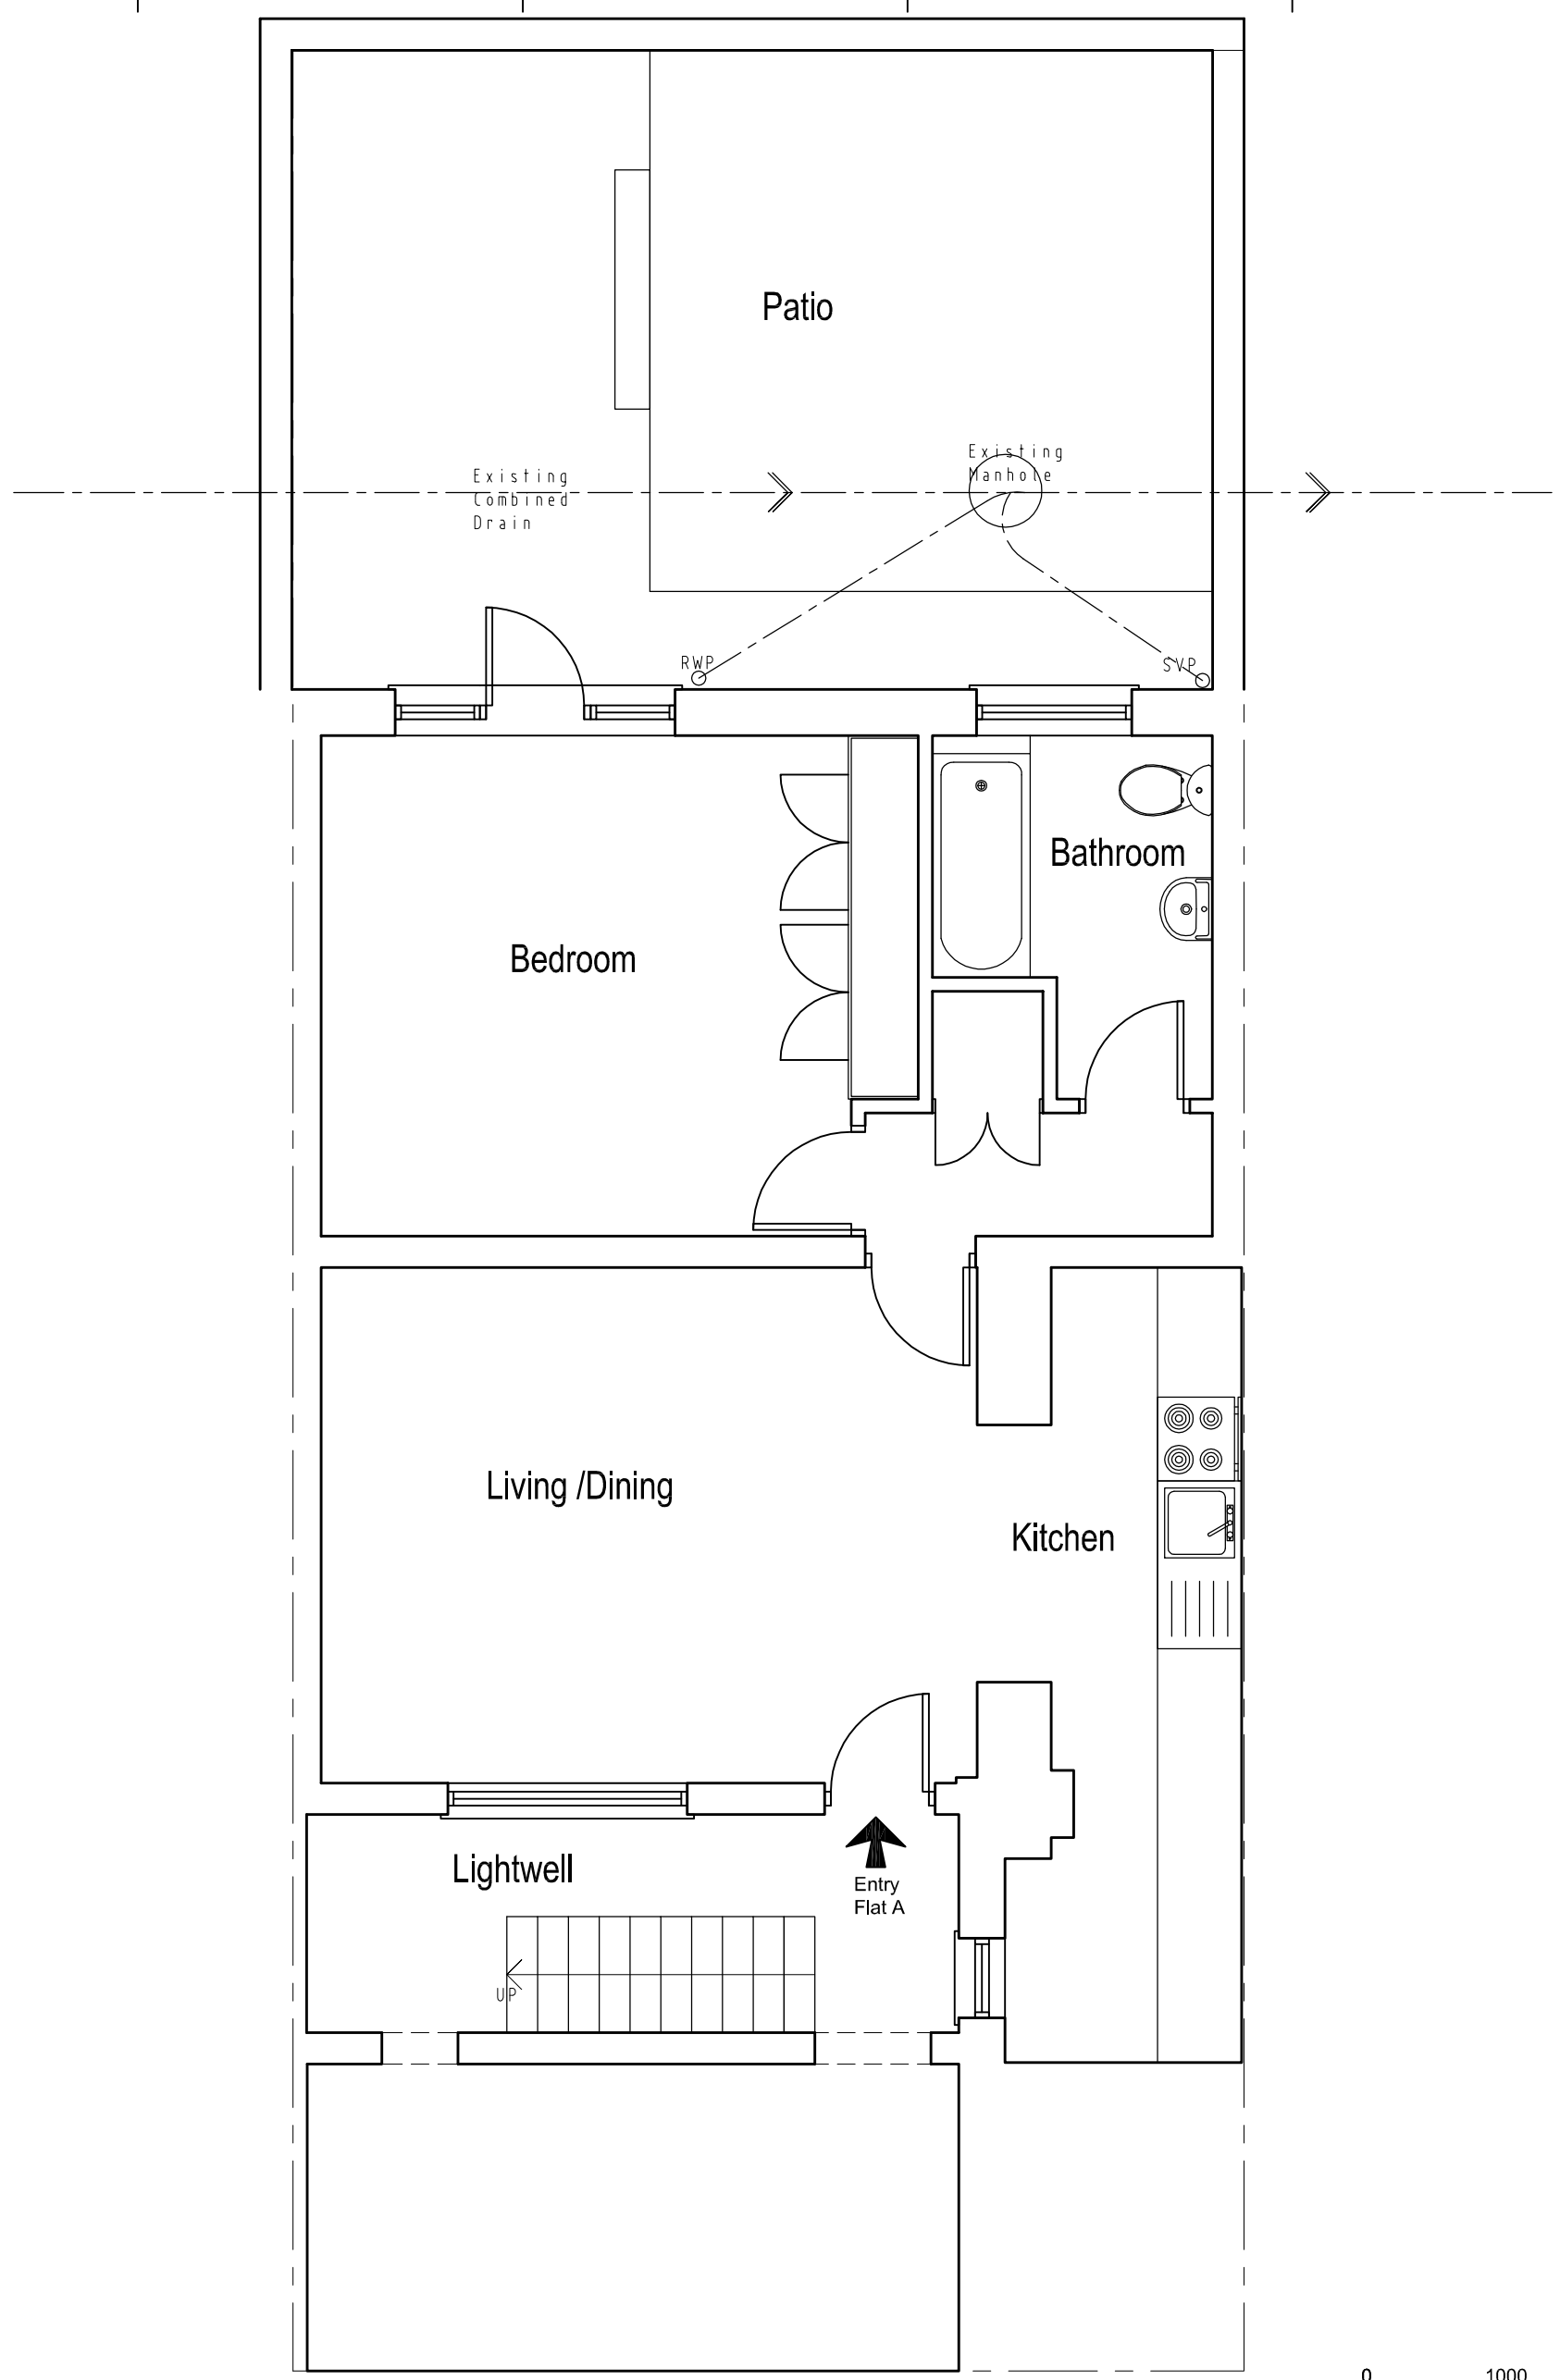 Patio
Existing
Manhole
Existing
Combined
Drain
RWP
SVP
Bathroom
Bedroom
Living /Dining
Kitchen
Lightwell
Entry
Flat A
UP
0 1000